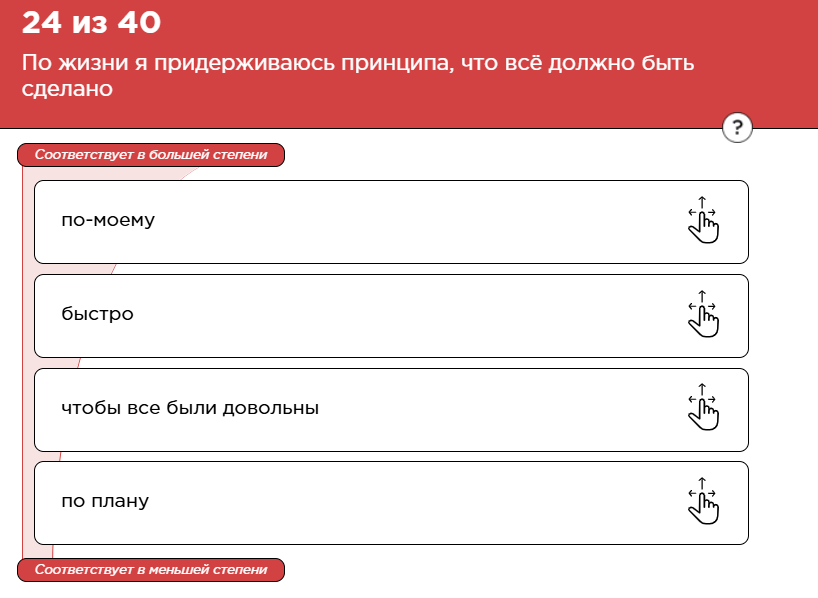 24 из 40
По жизни я придерживаюсь принципа, что всё должно быть
сделано
?
Соответствует в большей степени
по-моему
быстро
чтобы все были довольны
по плану
Соответствует в меньшей степени